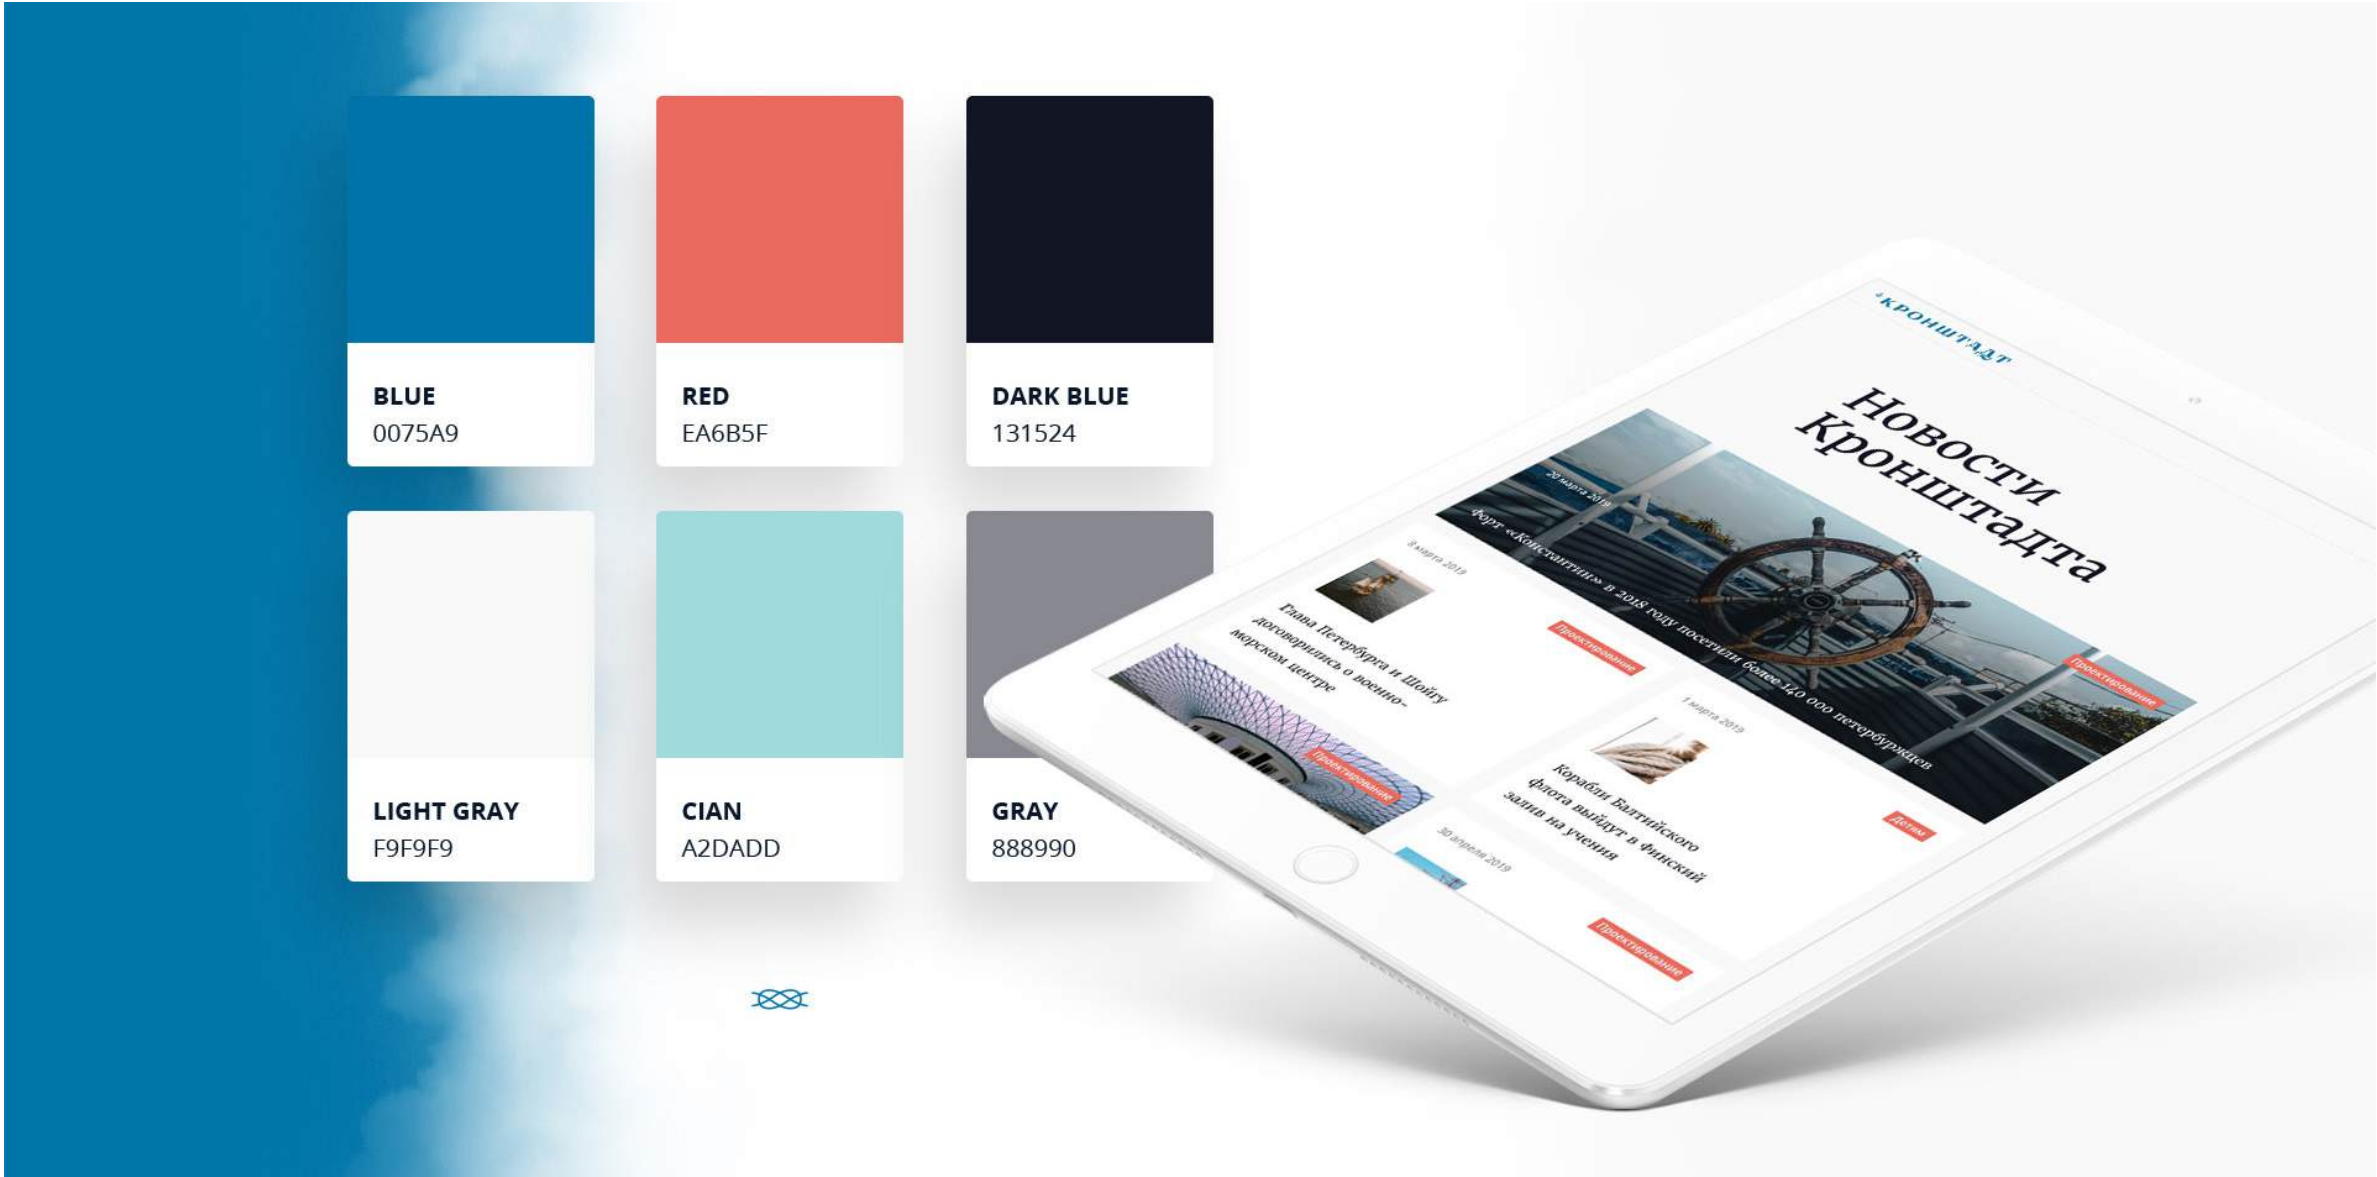 BLUE
0075A9
RED
EA6B5F
DARK BLUE
131524
LIGHT GRAY
F9F9F9
CIAN
A2DADD
GRAY
888990
КРОНШТАДТ
Новости
Кронштадта
20 марта 2019
Форт «Константин» в 2018 году посетили более 140 000 петербуржцев
Проектирование
8 марта 2019
Глава Петербурга и Шойгу
договорились о военно-
морском центре
Проектирование
1 марта 2019
Корабли Балтийского
флота выйдут в Финский
залив на учения
Детям
Проектирование
30 апреля 2019
Проектирование